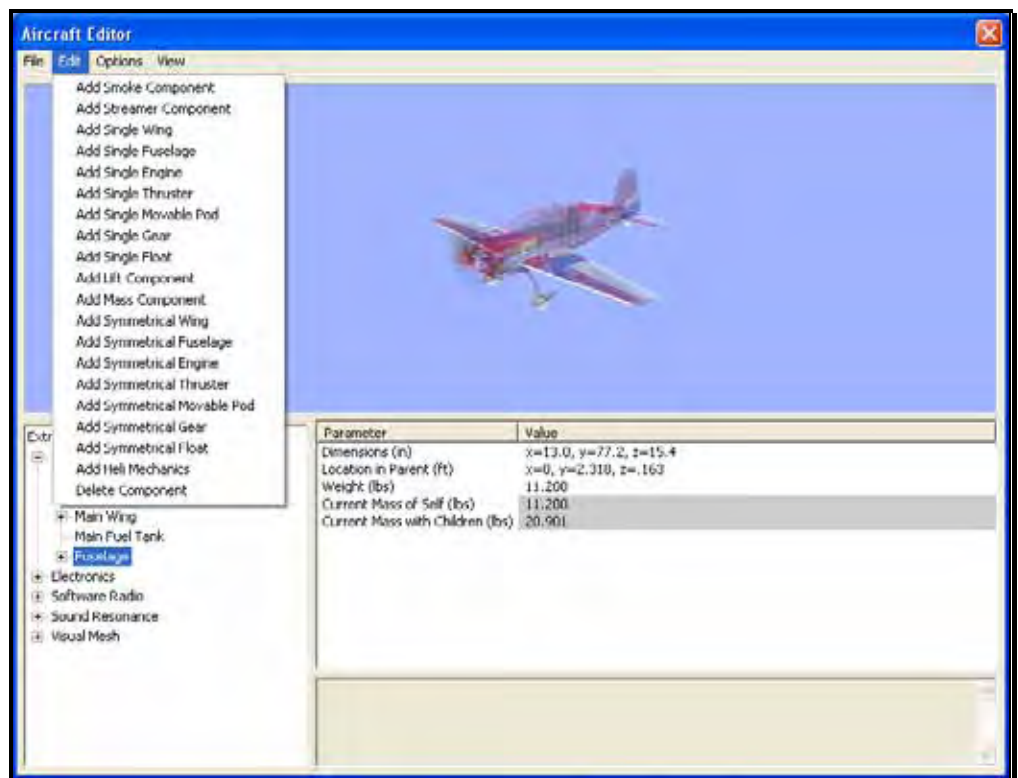 Aircraft Editor
File Edit Options View
Add Smoke Component
Add Streamer Component
Add Single Wing
Add Single Fuselage
Add Single Engine
Add Single Thruster
Add Single Movable Pod
Add Single Gear
Add Single Float
Add Lift Component
Add Mass Component
Add Symmetrical Wing
Add Symmetrical Fuselage
Add Symmetrical Engine
Add Symmetrical Thruster
Add Symmetrical Movable Pod
Add Symmetrical Gear
Add Symmetrical Float
Add Heli Mechanics
Delete Component
Extr
Main Wing
Main Fuel Tank
Fuselage
Electronics
Software Radio
Sound Resonance
Visual Mesh
Parameter Value
Dimensions (in) x=13.0, y=77.2, z=15.4
Location in Parent (ft) x=0, y=2.318, z=.163
Weight (lbs) 11.200
Current Mass of Self (lbs) 11.200
Current Mass with Children (lbs) 20.901